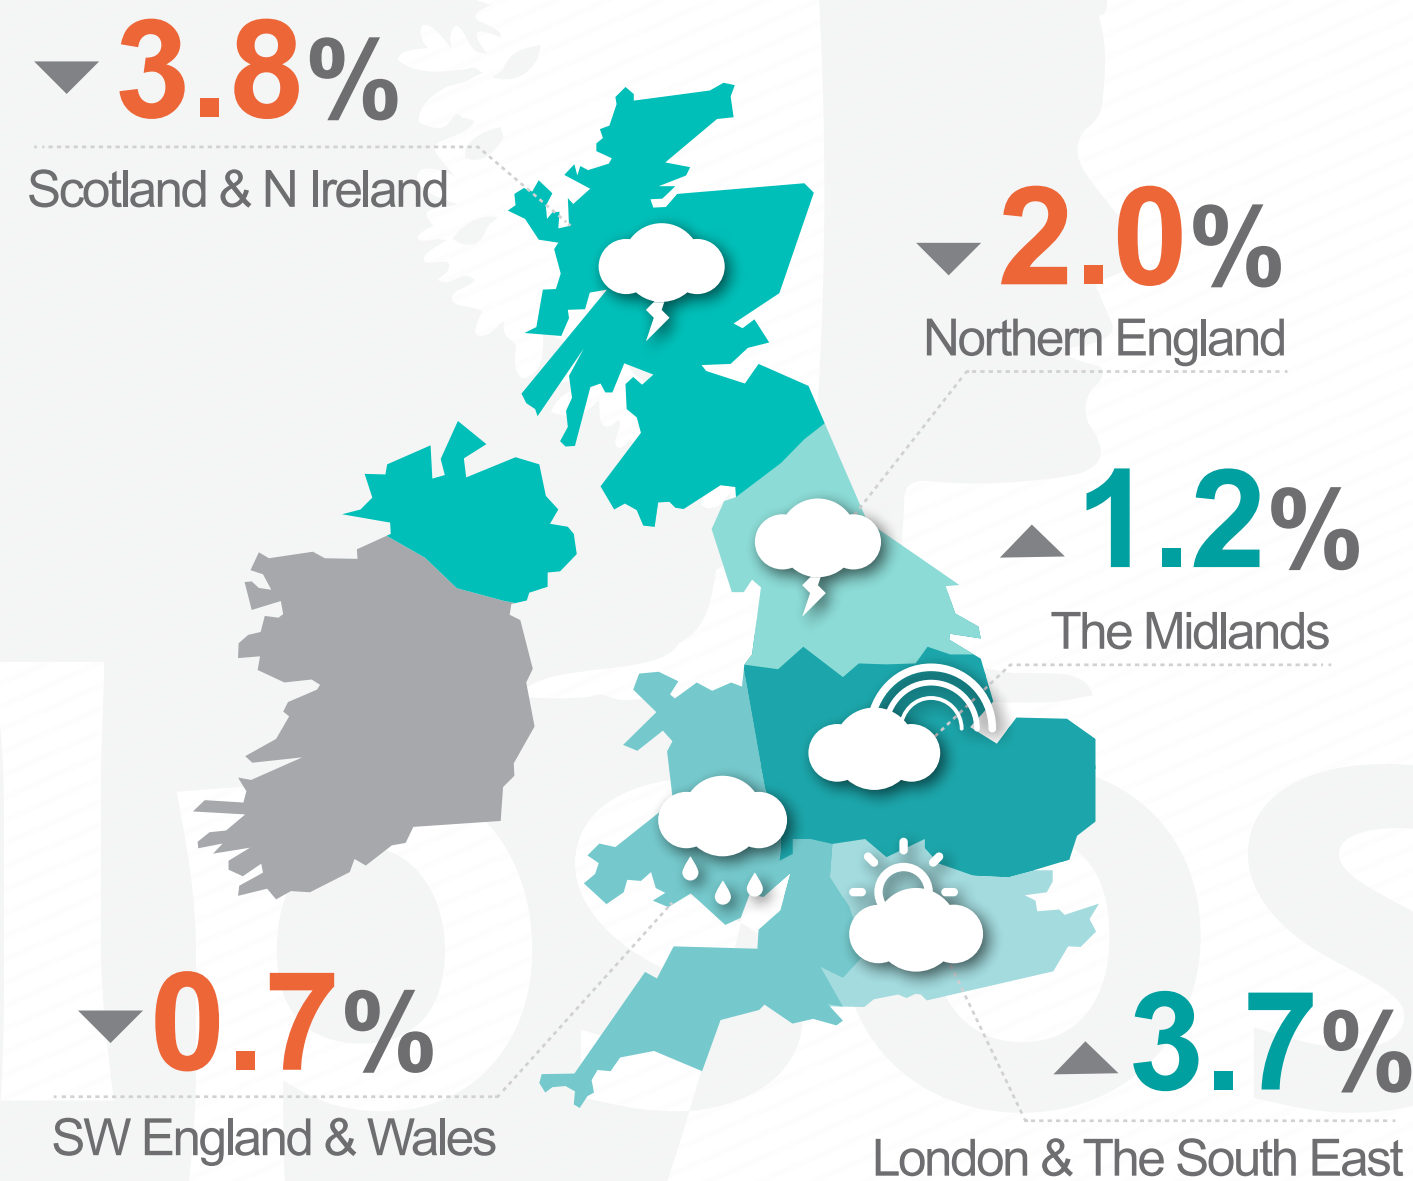 ▼3.8%
Scotland & N Ireland
▼2.0%
Northern England
▲1.2%
The Midlands
▼0.7%
SW England & Wales
▲3.7%
London & The South East